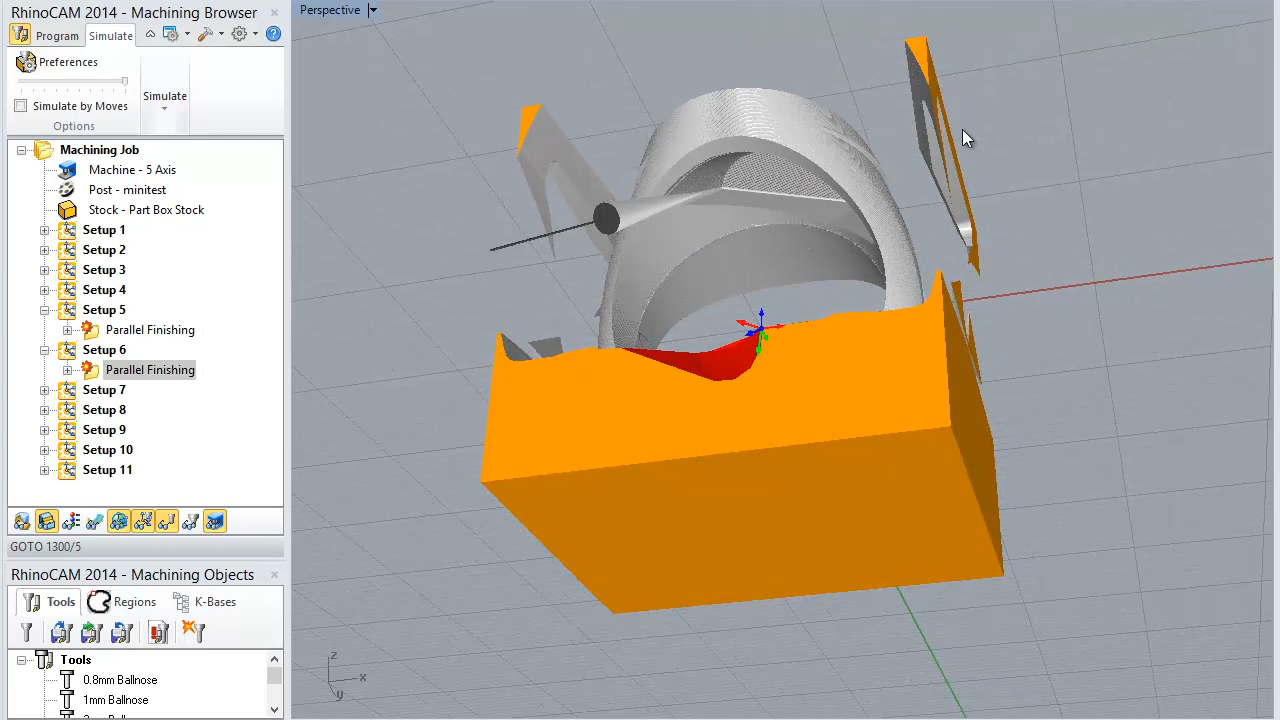 RhinoCAM 2014 - Machining Browser
Program
Simulate
Preferences
Simulate by Moves
Options
Simulate
Machining Job
Machine - 5 Axis
Post - minitest
Stock - Part Box Stock
Setup 1
Setup 2
Setup 3
Setup 4
Setup 5
Parallel Finishing
Setup 6
Parallel Finishing
Setup 7
Setup 8
Setup 9
Setup 10
Setup 11
GOTO 1300/5
RhinoCAM 2014 - Machining Objects
Tools
Regions
K-Bases
Tools
0.8mm Ballnose
1mm Ballnose
Perspective
z
x
y